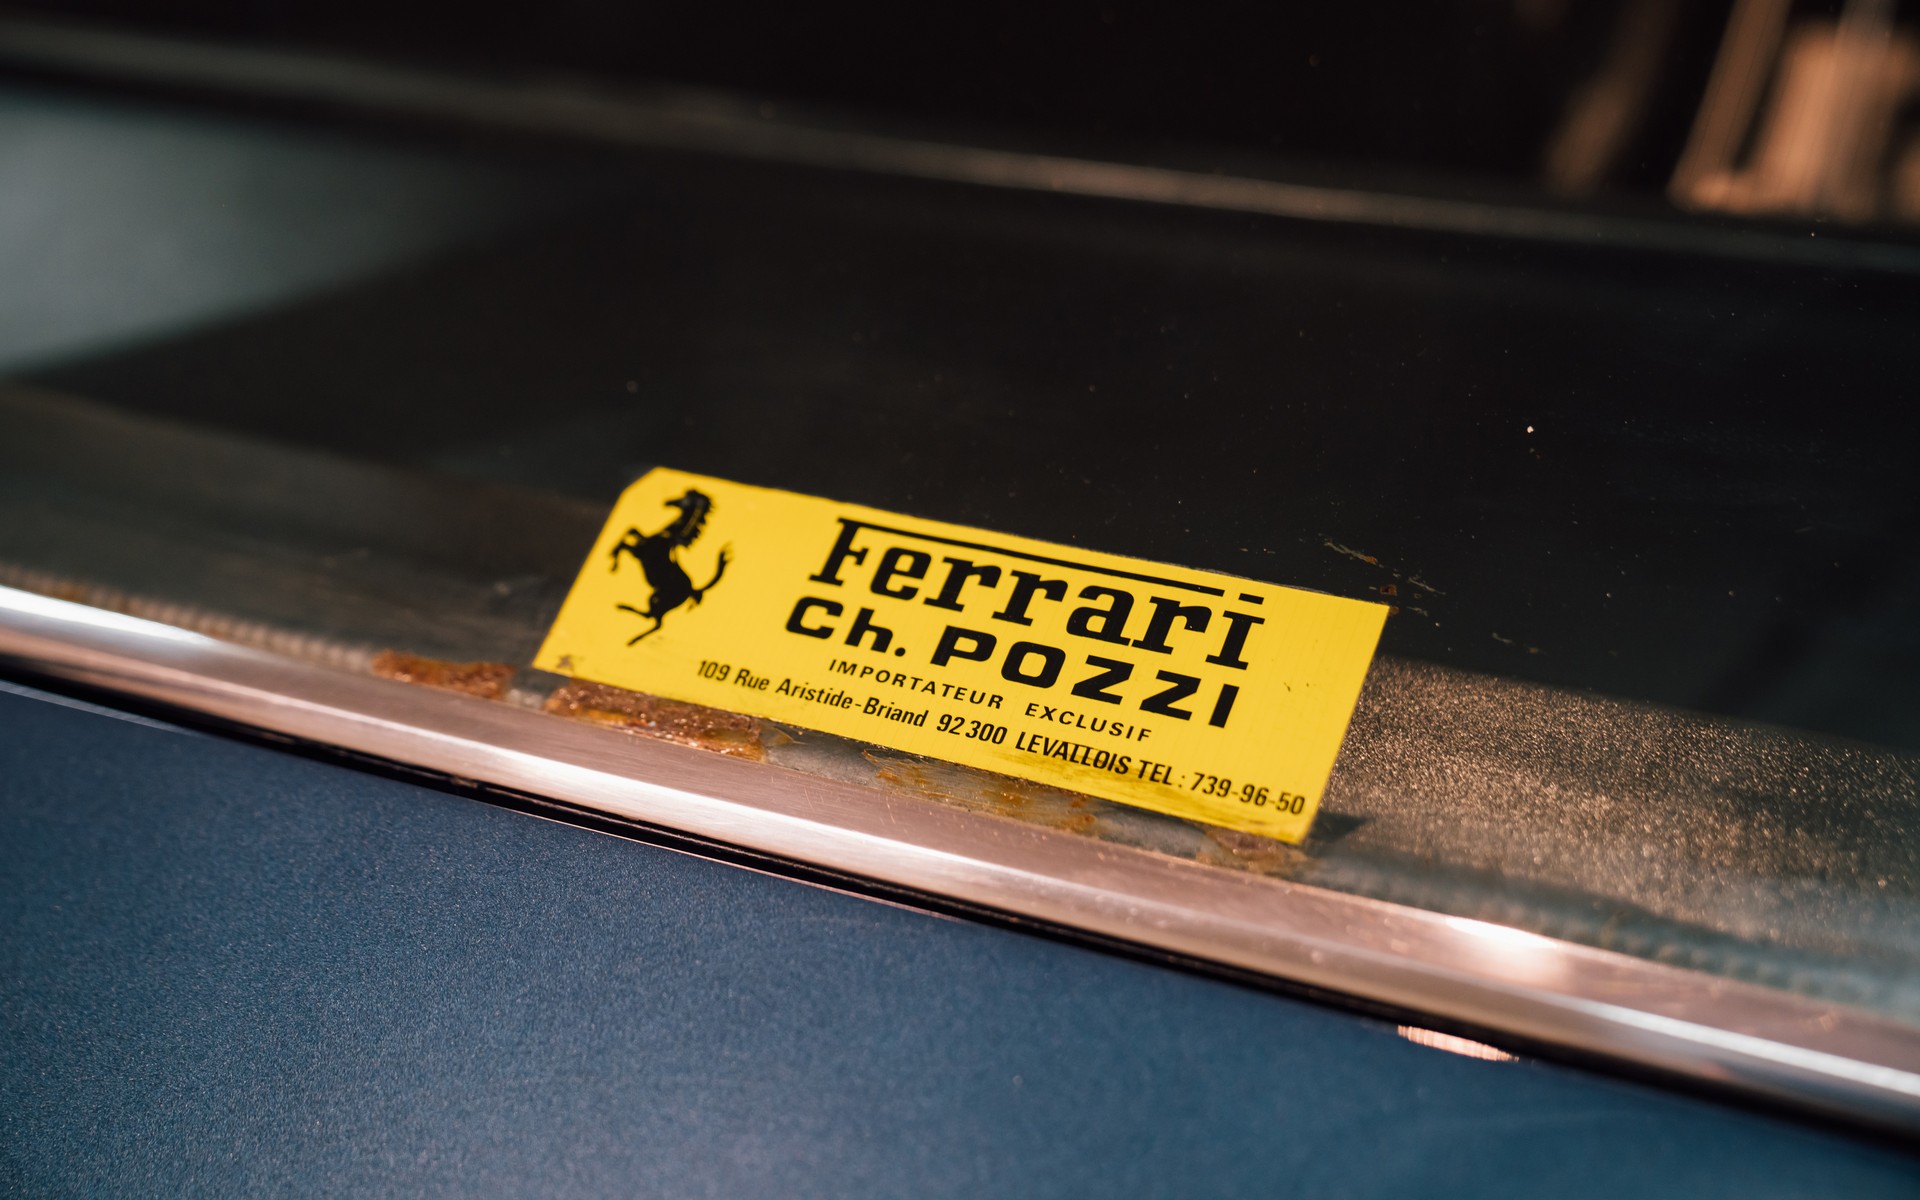 Ferrari
Ch. POZZI
IMPORTATEUR EXCLUSIF
109 Rue Aristide-Briand 92300 LEVALLOIS TEL: 739-96-50